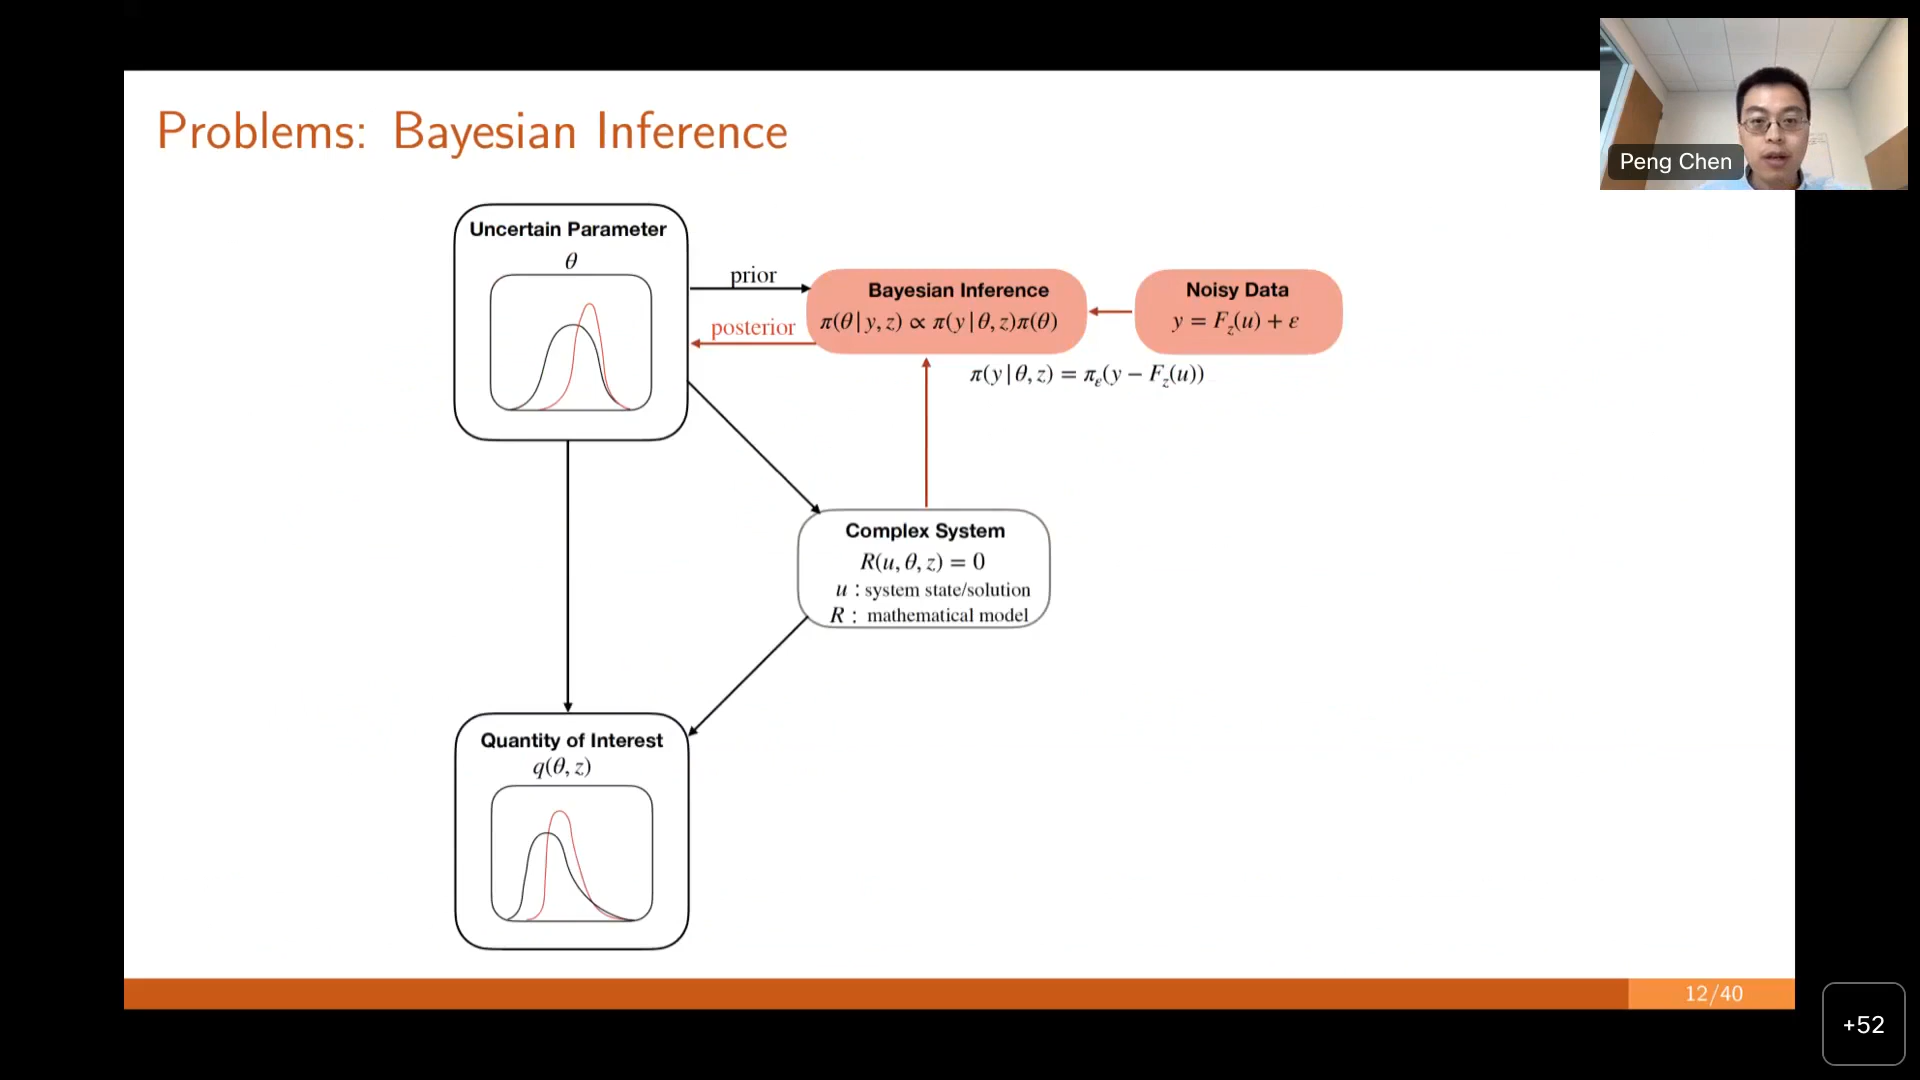 Problems: Bayesian Inference
Peng Chen
Uncertain Parameter
θ
prior
posterior
Bayesian Inference
π(θ|y, z) ∝ π(y|θ, z)π(θ)
Noisy Data
y = F_z(u) + ε
π(y|θ, z) = π_ε(y − F_z(u))
Complex System
R(u, θ, z) = 0
u : system state/solution
R : mathematical model
Quantity of Interest
q(θ, z)
12/40
+52